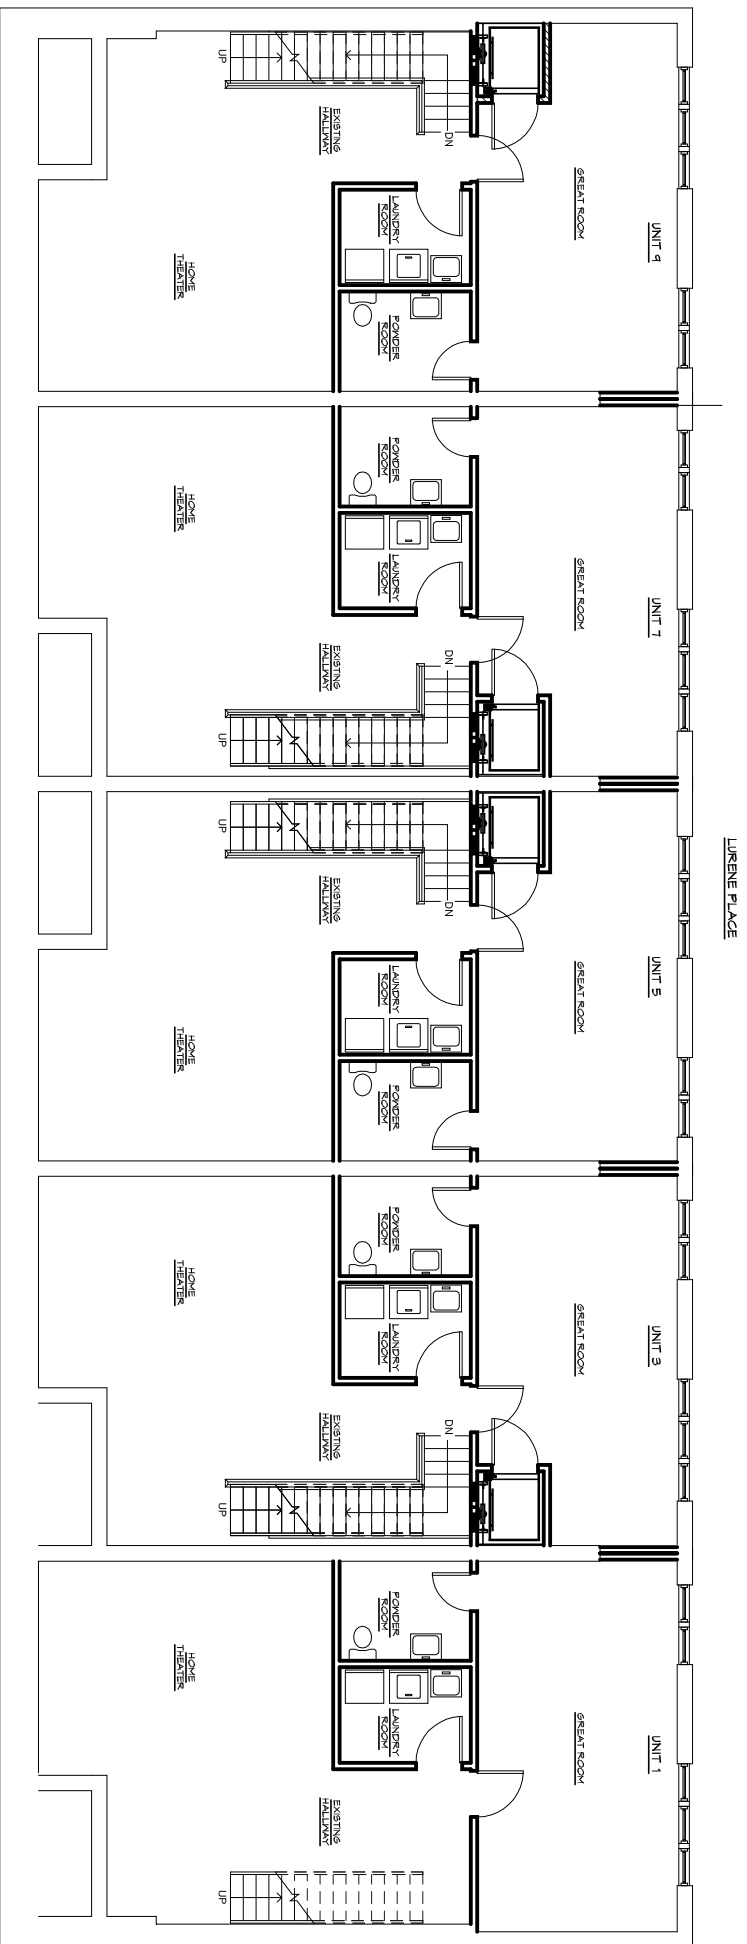 UP
DN
EXISTING
HALLWAY
GREAT ROOM
UNIT 9
LAUNDRY
ROOM
HOME
THEATER
POWDER
ROOM
POWDER
ROOM
HOME
THEATER
LAUNDRY
ROOM
GREAT ROOM
UNIT 7
EXISTING
HALLWAY
DN
UP
LURENE PLACE
UP
DN
EXISTING
HALLWAY
GREAT ROOM
UNIT 5
LAUNDRY
ROOM
HOME
THEATER
POWDER
ROOM
POWDER
ROOM
HOME
THEATER
LAUNDRY
ROOM
GREAT ROOM
UNIT 3
EXISTING
HALLWAY
DN
UP
POWDER
ROOM
HOME
THEATER
LAUNDRY
ROOM
GREAT ROOM
UNIT 1
EXISTING
HALLWAY
UP